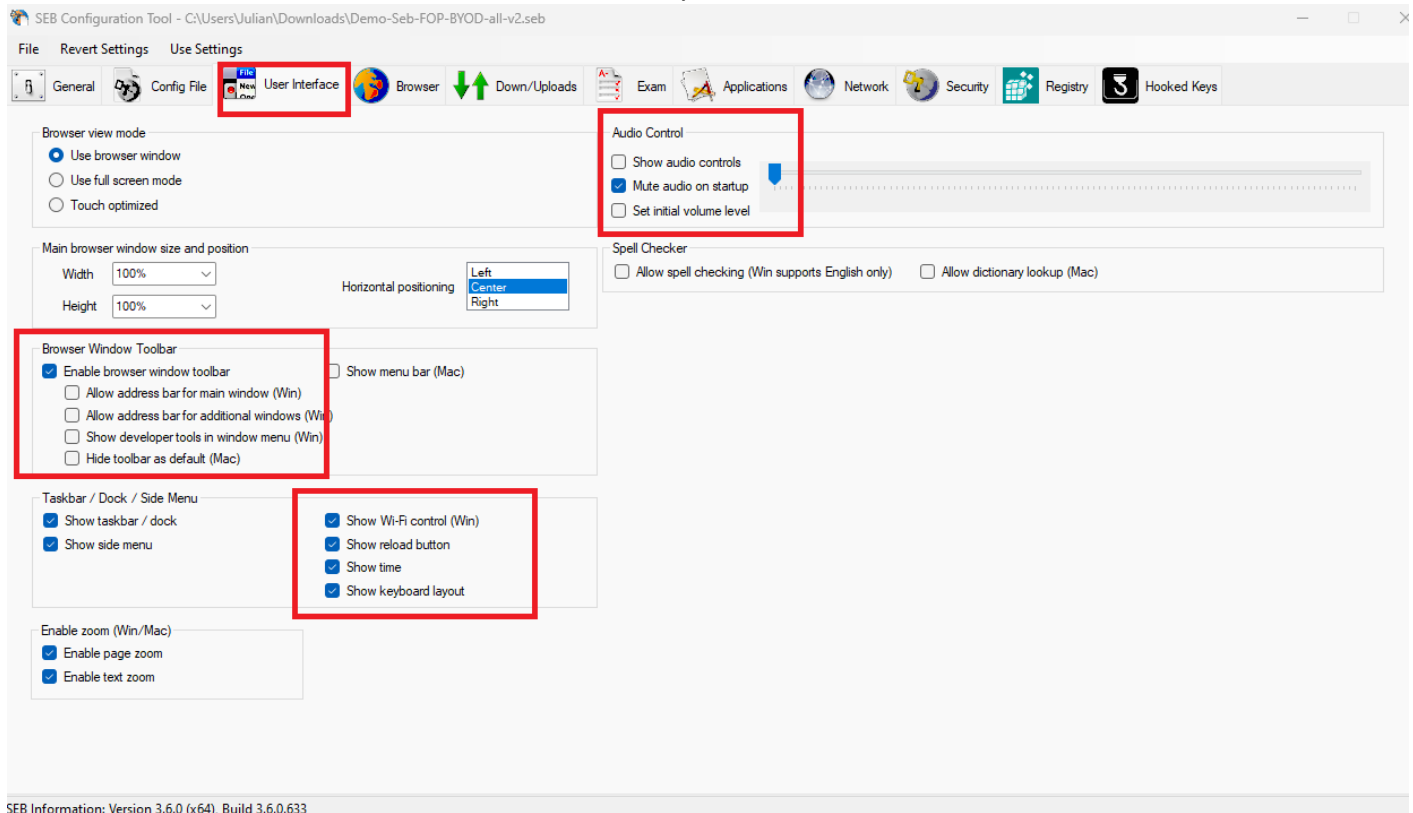 SEB Configuration Tool - C:\Users\Julian\Downloads\Demo-Seb-FOP-BYOD-all-v2.seb
File Revert Settings Use Settings
General Config File User Interface Browser Down/Uploads Exam Applications Network Security Registry Hooked Keys
Browser view mode
Use browser window
Use full screen mode
Touch optimized
Audio Control
Show audio controls
Mute audio on startup
Set initial volume level
Main browser window size and position
Width 100%
Height 100%
Horizontal positioning
Left
Center
Right
Spell Checker
Allow spell checking (Win supports English only) Allow dictionary lookup (Mac)
Browser Window Toolbar
Enable browser window toolbar Show menu bar (Mac)
Allow address bar for main window (Win)
Allow address bar for additional windows (Win)
Show developer tools in window menu (Win)
Hide toolbar as default (Mac)
Taskbar / Dock / Side Menu
Show taskbar / dock Show Wi-Fi control (Win)
Show side menu Show reload button
Show time
Show keyboard layout
Enable zoom (Win/Mac)
Enable page zoom
Enable text zoom
SEB Information: Version 3.6.0 (x64), Build 3.6.0.633